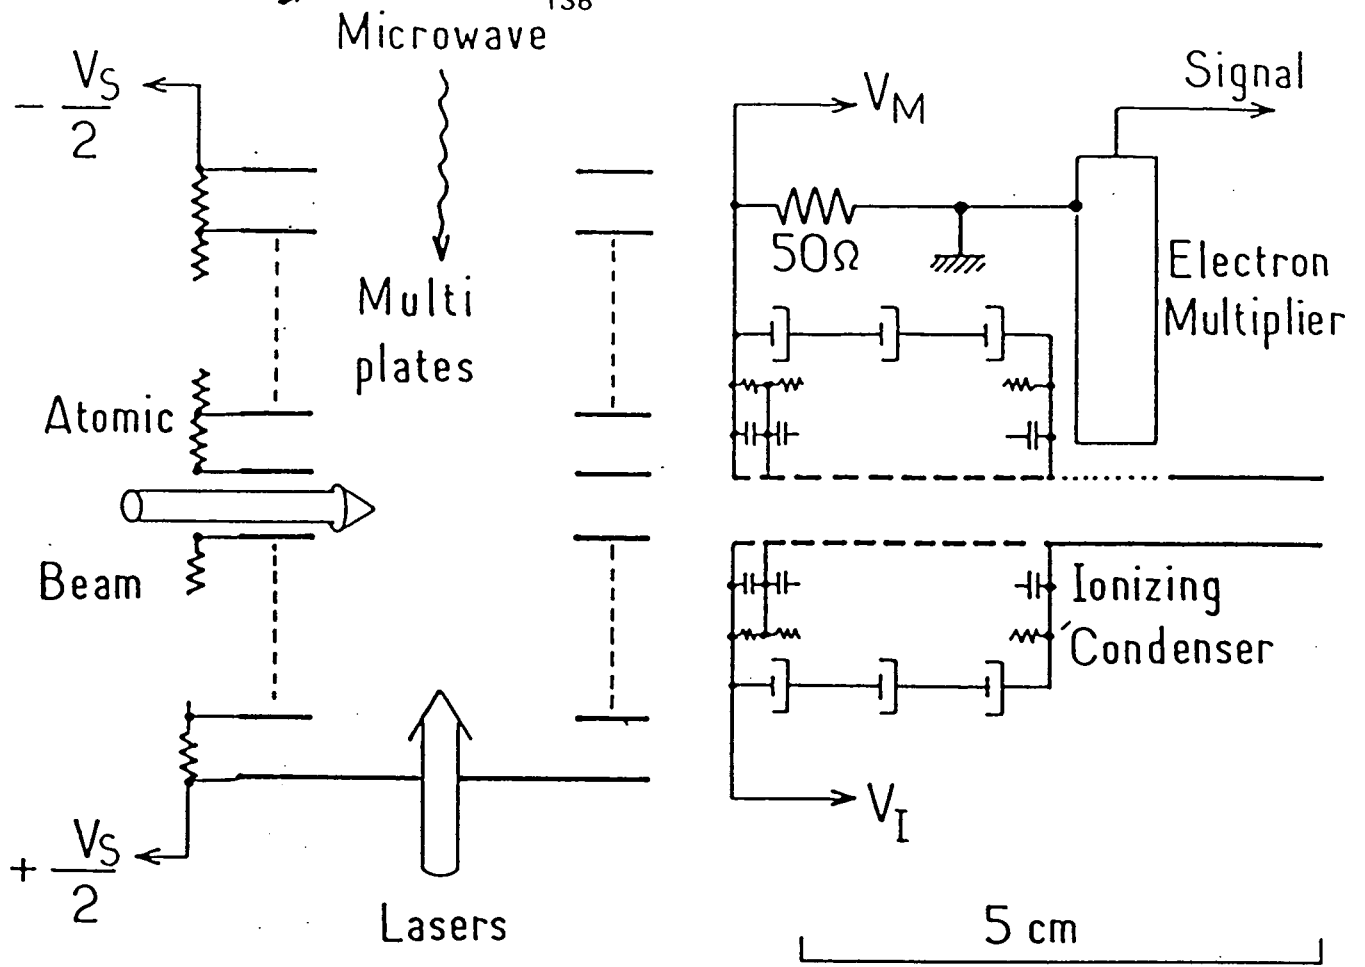 138
Microwave
Signal
- V_S/2
V_M
50Ω
Electron
Multiplier
Multi
plates
Atomic
Beam
Ionizing
Condenser
+ V_S/2
V_I
Lasers
5 cm